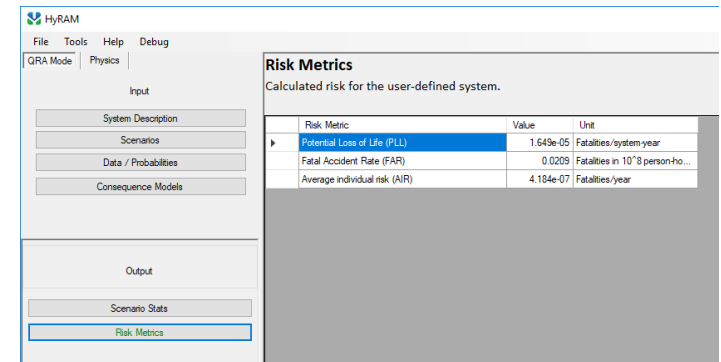 HyRAM
File Tools Help Debug
QRA Mode Physics
Input
System Description
Scenarios
Data / Probabilities
Consequence Models
Output
Scenario Stats
Risk Metrics
Risk Metrics
Calculated risk for the user-defined system.
Risk Metric Value Unit
Potential Loss of Life (PLL) 1.649e-05 Fatalities/system-year
Fatal Accident Rate (FAR) 0.0209 Fatalities in 10^8 person-ho...
Average individual risk (AIR) 4.184e-07 Fatalities/year